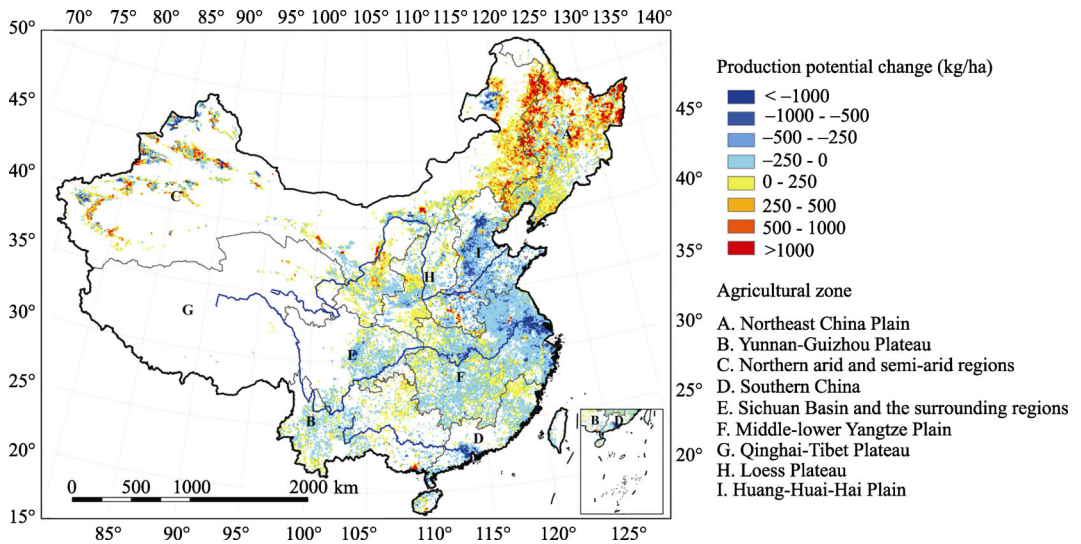 70° 75° 80° 85° 90° 95° 100° 105° 110° 115° 120° 125° 130° 135° 140°
50°
45°
40°
35°
30°
25°
20°
15°
45°
40°
35°
30°
25°
20°
A
C
I
H
G
E
F
B
D
B D
0 500 1000 2000 km
85° 90° 95° 100° 105° 110° 115° 120° 125°
Production potential change (kg/ha)
< −1000
−1000 - −500
−500 - −250
−250 - 0
0 - 250
250 - 500
500 - 1000
>1000
Agricultural zone
A. Northeast China Plain
B. Yunnan-Guizhou Plateau
C. Northern arid and semi-arid regions
D. Southern China
E. Sichuan Basin and the surrounding regions
F. Middle-lower Yangtze Plain
G. Qinghai-Tibet Plateau
H. Loess Plateau
I. Huang-Huai-Hai Plain